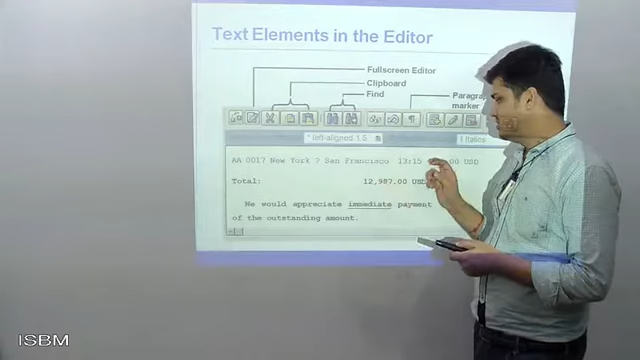 Text Elements in the Editor
Fullscreen Editor
Clipboard
Find
Paragra
marker
* left-aligned 1.5
I Italics
AA 0017 New York ? San Francisco 13:15 00 USD
Total: 12,987.00 USD
We would appreciate immediate payment
of the outstanding amount.
ISBM